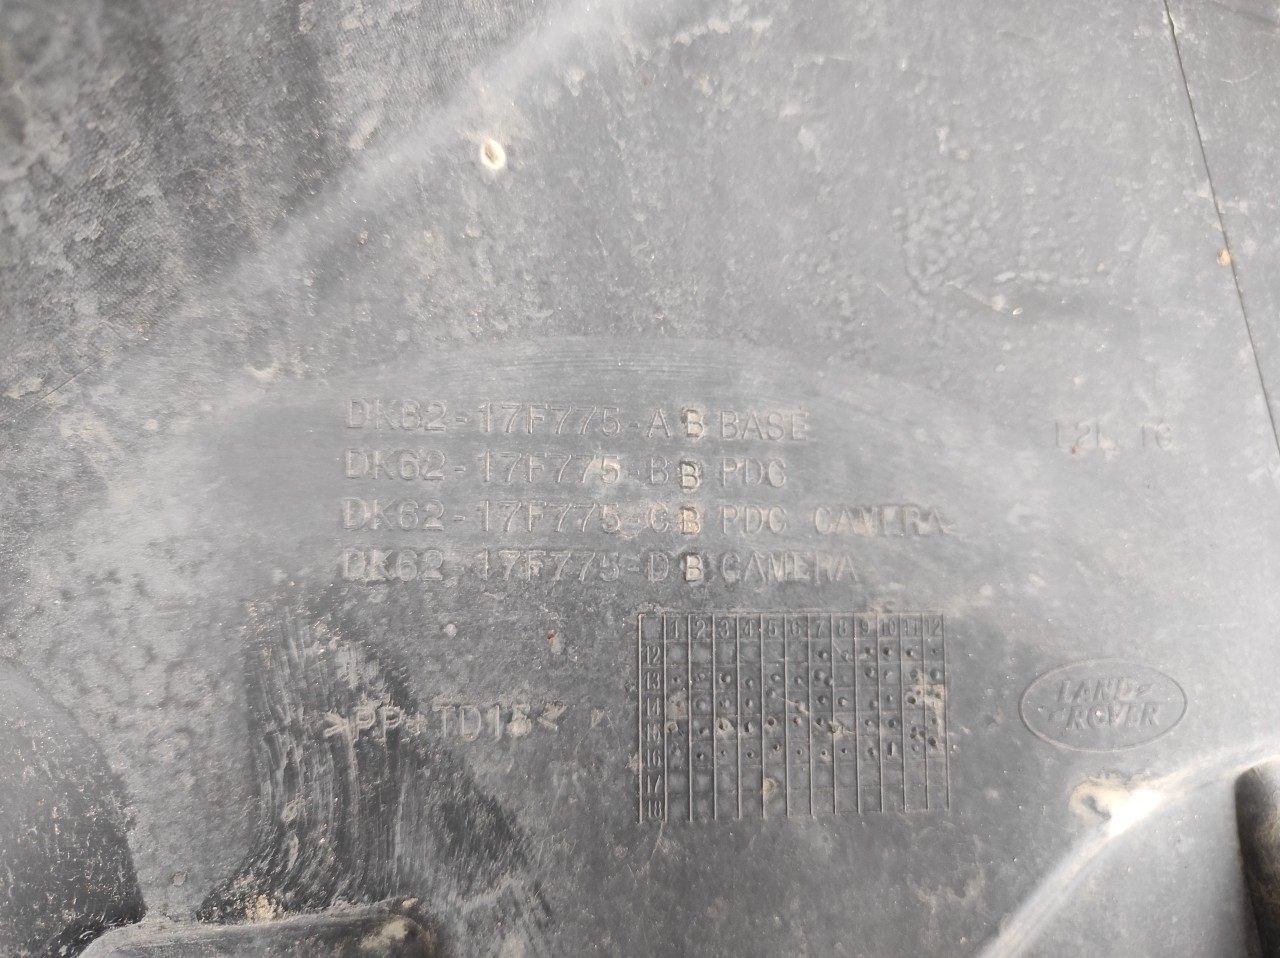 DK62-17F775-AB BASE
DK62-17F775-BB PDC
DK62-17F775-CB PDC CAMERA
DK62-17F775-DB CAMERA
1 2 3 4 5 6 7 8 9 10 11 12
12
13
14
15
16
17
18
>PP+TD15<
LAND-
-ROVER